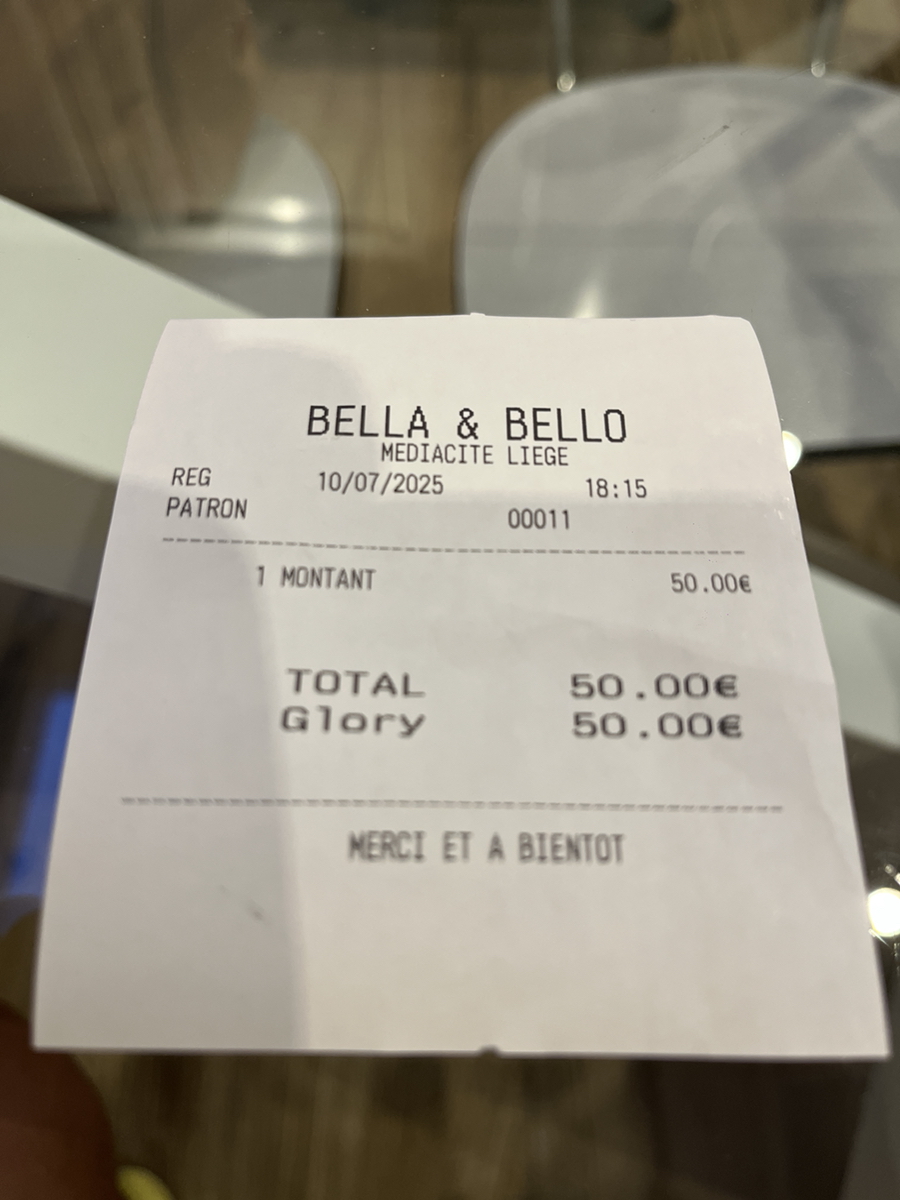 BELLA & BELLO
MEDIACITE LIEGE
REG 10/07/2025 18:15
PATRON 00011
1 MONTANT 50.00€
TOTAL 50.00€
Glory 50.00€
MERCI ET A BIENTOT